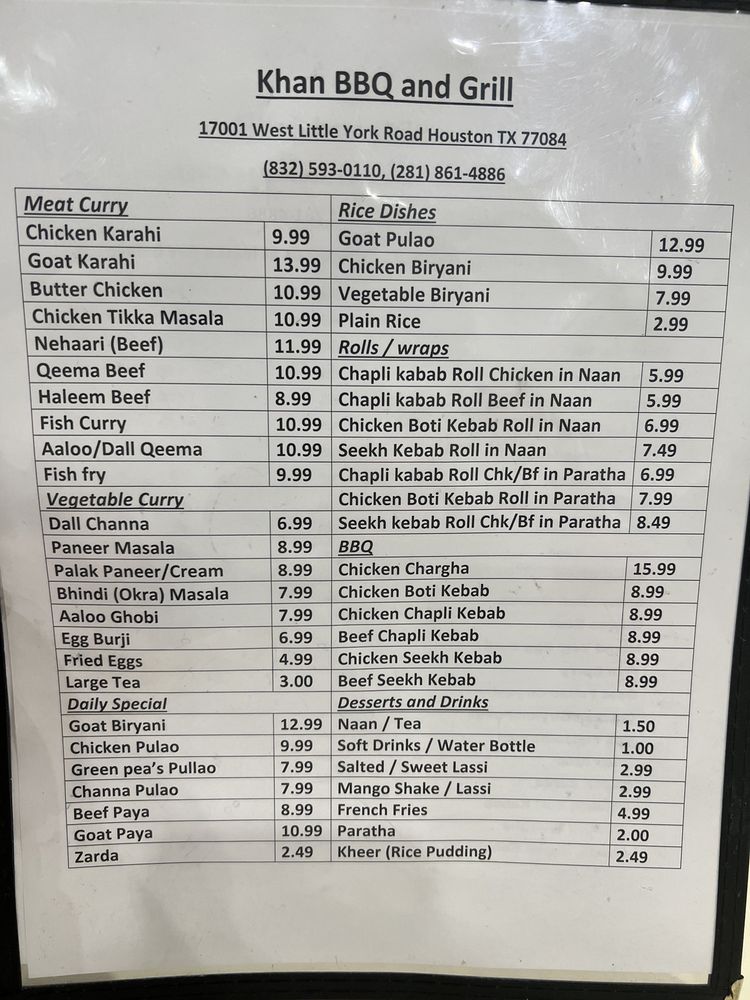 Khan BBQ and Grill
17001 West Little York Road Houston TX 77084
(832) 593-0110, (281) 861-4886
Meat Curry
Chicken Karahi 9.99
Goat Karahi 13.99
Butter Chicken 10.99
Chicken Tikka Masala 10.99
Nehaari (Beef) 11.99
Qeema Beef 10.99
Haleem Beef 8.99
Fish Curry 10.99
Aaloo/Dall Qeema 10.99
Fish fry 9.99
Vegetable Curry
Dall Channa 6.99
Paneer Masala 8.99
Palak Paneer/Cream 8.99
Bhindi (Okra) Masala 7.99
Aaloo Ghobi 7.99
Egg Burji 6.99
Fried Eggs 4.99
Large Tea 3.00
Daily Special
Goat Biryani 12.99
Chicken Pulao 9.99
Green pea's Pullao 7.99
Channa Pulao 7.99
Beef Paya 8.99
Goat Paya 10.99
Zarda 2.49
Rice Dishes
Goat Pulao 12.99
Chicken Biryani 9.99
Vegetable Biryani 7.99
Plain Rice 2.99
Rolls / wraps
Chapli kabab Roll Chicken in Naan 5.99
Chapli kabab Roll Beef in Naan 5.99
Chicken Boti Kebab Roll in Naan 6.99
Seekh Kebab Roll in Naan 7.49
Chapli kabab Roll Chk/Bf in Paratha 6.99
Chicken Boti Kebab Roll in Paratha 7.99
Seekh kebab Roll Chk/Bf in Paratha 8.49
BBQ
Chicken Chargha 15.99
Chicken Boti Kebab 8.99
Chicken Chapli Kebab 8.99
Beef Chapli Kebab 8.99
Chicken Seekh Kebab 8.99
Beef Seekh Kebab 8.99
Desserts and Drinks
Naan / Tea 1.50
Soft Drinks / Water Bottle 1.00
Salted / Sweet Lassi 2.99
Mango Shake / Lassi 2.99
French Fries 4.99
Paratha 2.00
Kheer (Rice Pudding) 2.49